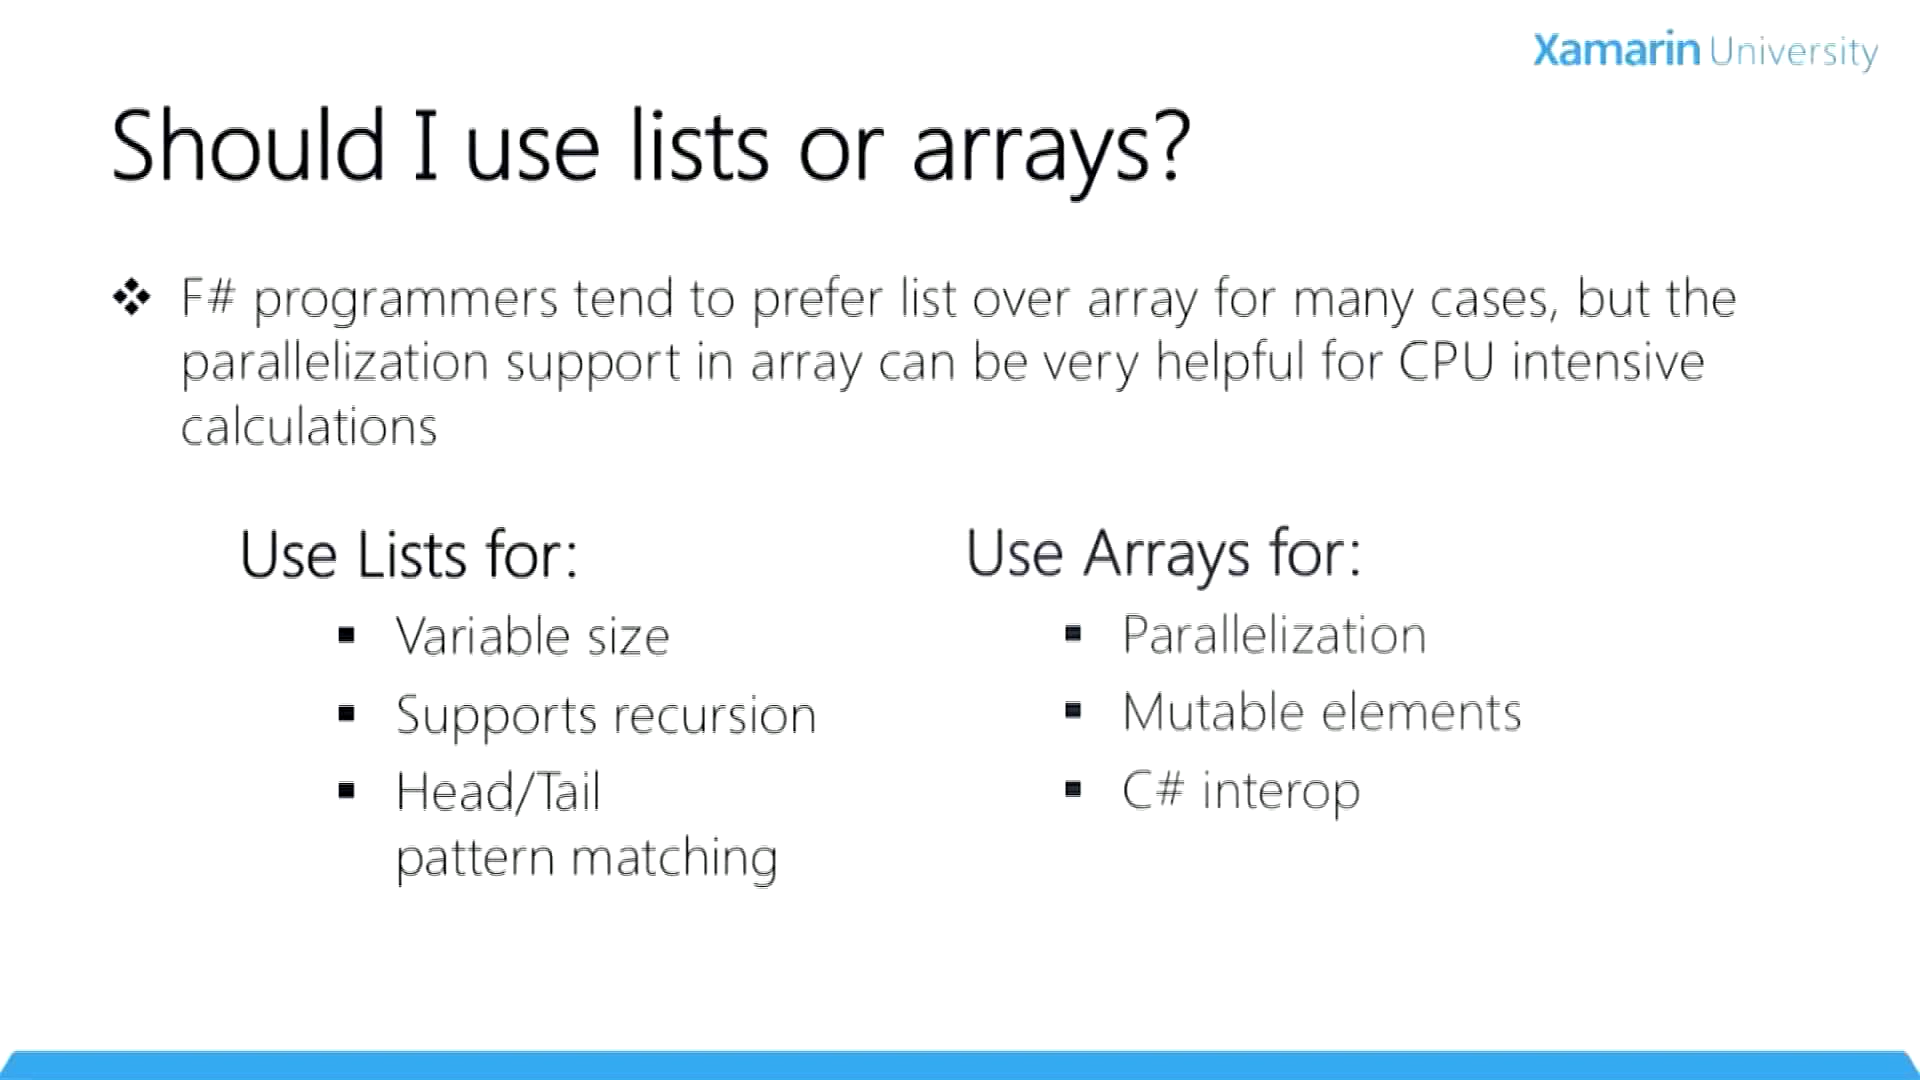 Xamarin University
Should I use lists or arrays?
F# programmers tend to prefer list over array for many cases, but the
parallelization support in array can be very helpful for CPU intensive
calculations
Use Lists for:
Variable size
Supports recursion
Head/Tail
pattern matching
Use Arrays for:
Parallelization
Mutable elements
C# interop